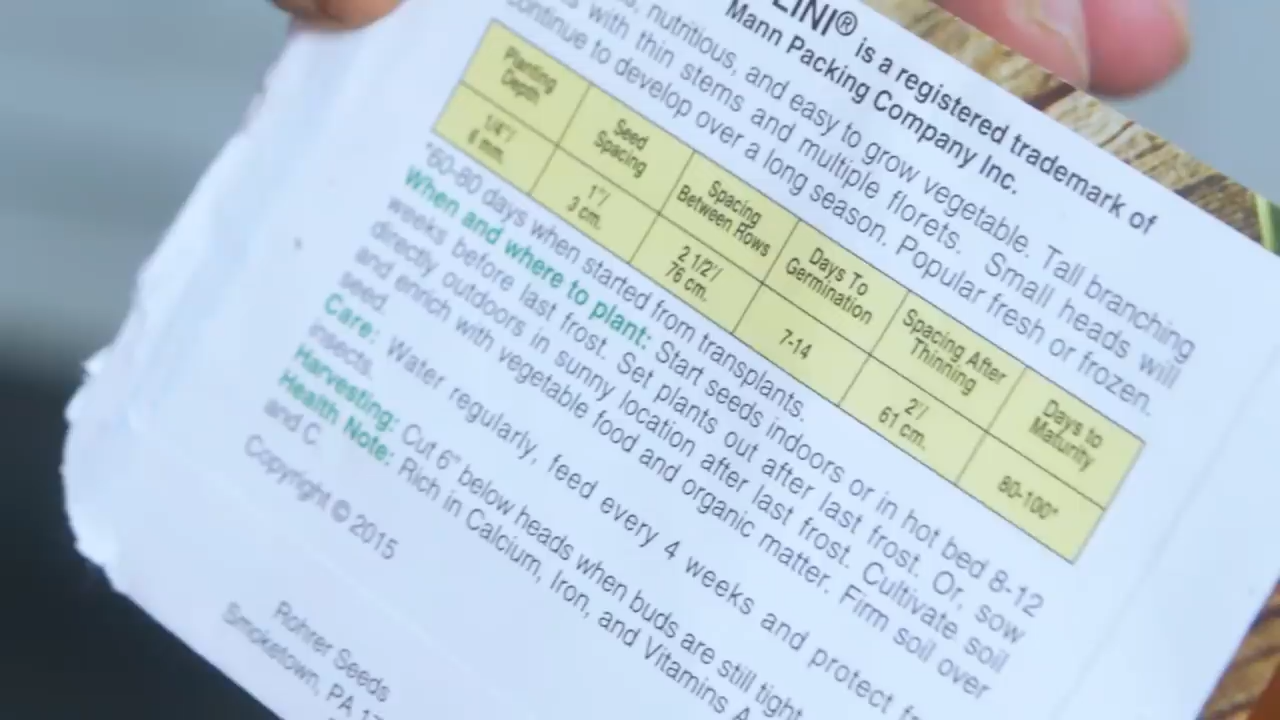 LINI® is a registered trademark of
Mann Packing Company Inc.
nutritious, and easy to grow vegetable. Tall branching
with thin stems and multiple florets. Small heads will
continue to develop over a long season. Popular fresh or frozen.
Planting Depth
Seed Spacing
Spacing Between Rows
Days To Germination
Spacing After Thinning
Days to Maturity
1/4"/ 6 mm.
1"/ 3 cm.
2 1/2'/ 76 cm.
7-14
2'/ 61 cm.
80-100*
*60-80 days when started from transplants.
When and where to plant: Start seeds indoors or in hot bed 8-12
weeks before last frost. Set plants out after last frost. Or, sow
directly outdoors in sunny location after last frost. Cultivate soil
and enrich with vegetable food and organic matter. Firm soil over
seed.
Care: Water regularly, feed every 4 weeks and protect
insects.
Harvesting: Cut 6" below heads when buds are still tight
Health Note: Rich in Calcium, Iron, and Vitamins A
and C.
Copyright © 2015
Rohrer Seeds
Smoketown, PA